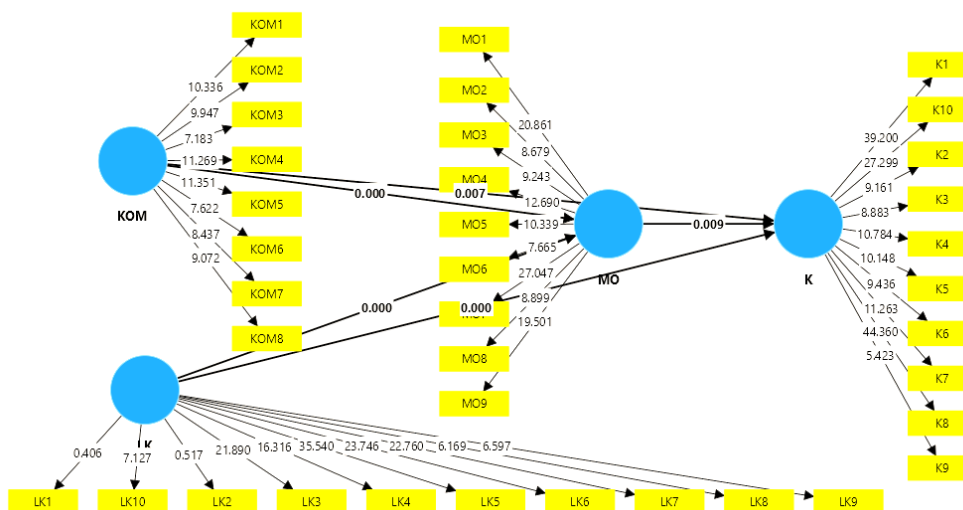 KOM1
KOM2
KOM3
KOM4
KOM5
KOM6
KOM7
KOM8
10.336
9.947
7.183
11.269
11.351
7.622
8.437
9.072
KOM
0.000
0.007
MO1
MO2
MO3
MO4
MO5
MO6
MO8
MO9
20.861
8.679
9.243
12.690
10.339
7.665
27.047
8.899
19.501
MO
0.009
K
0.000
0.000
K1
K10
K2
K3
K4
K5
K6
K7
K8
K9
39.200
27.299
9.161
8.883
10.784
10.148
9.436
11.263
44.360
5.423
0.406
7.127
0.517
21.890
16.316
35.540
23.746
22.760
6.169
6.597
LK1
LK10
LK2
LK3
LK4
LK5
LK6
LK7
LK8
LK9